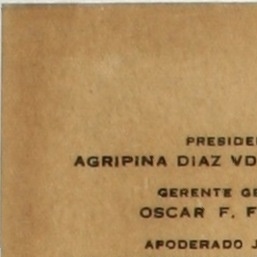 PRESIDE
AGRIPINA DIAZ VD
GERENTE GE
OSCAR F. F
APODERADO J